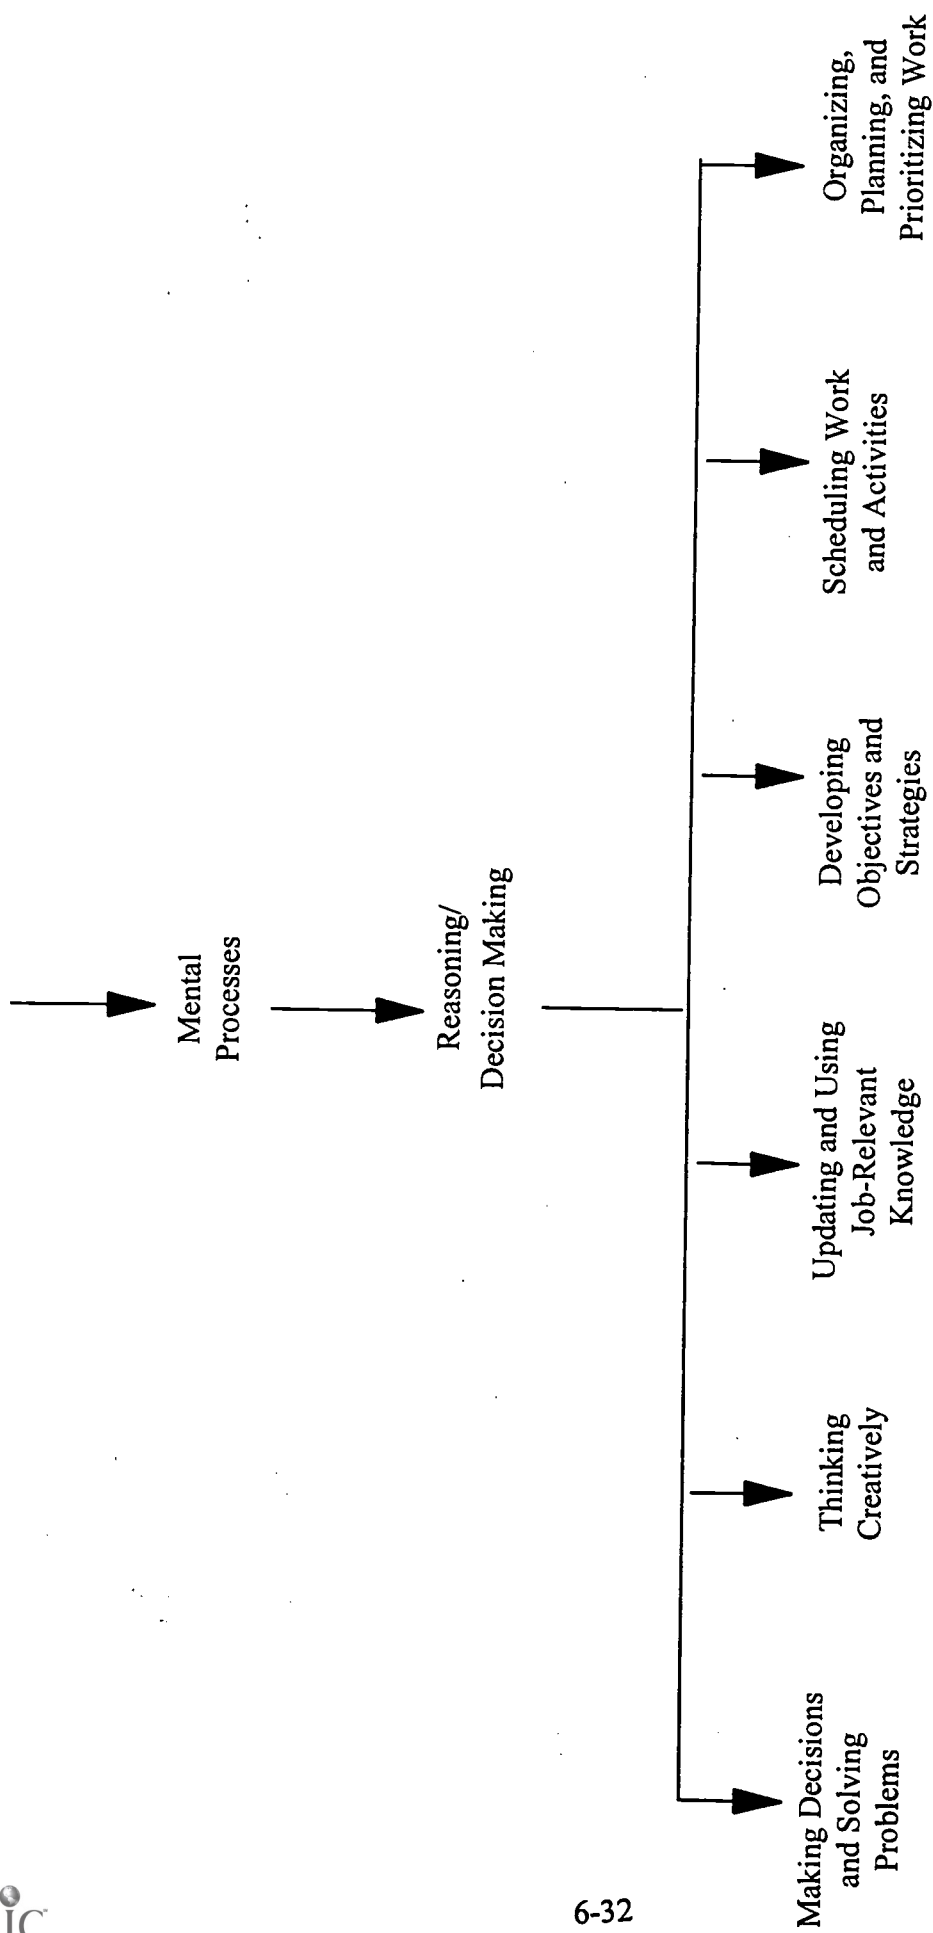 Mental
Processes
Reasoning/
Decision Making
Making Decisions
and Solving
Problems
Thinking
Creatively
Updating and Using
Job-Relevant
Knowledge
Developing
Objectives and
Strategies
Scheduling Work
and Activities
Organizing,
Planning, and
Prioritizing Work
6-32